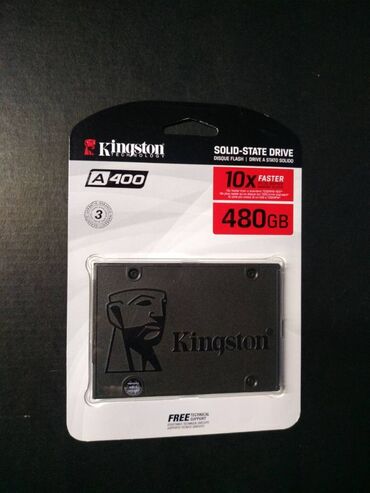 Kingston
TECHNOLOGY
SOLID-STATE DRIVE
DISQUE FLASH | DRIVE A STATO SOLIDO
A400
10x FASTER
3
480GB
Kingston
FREE TECHNICAL SUPPORT